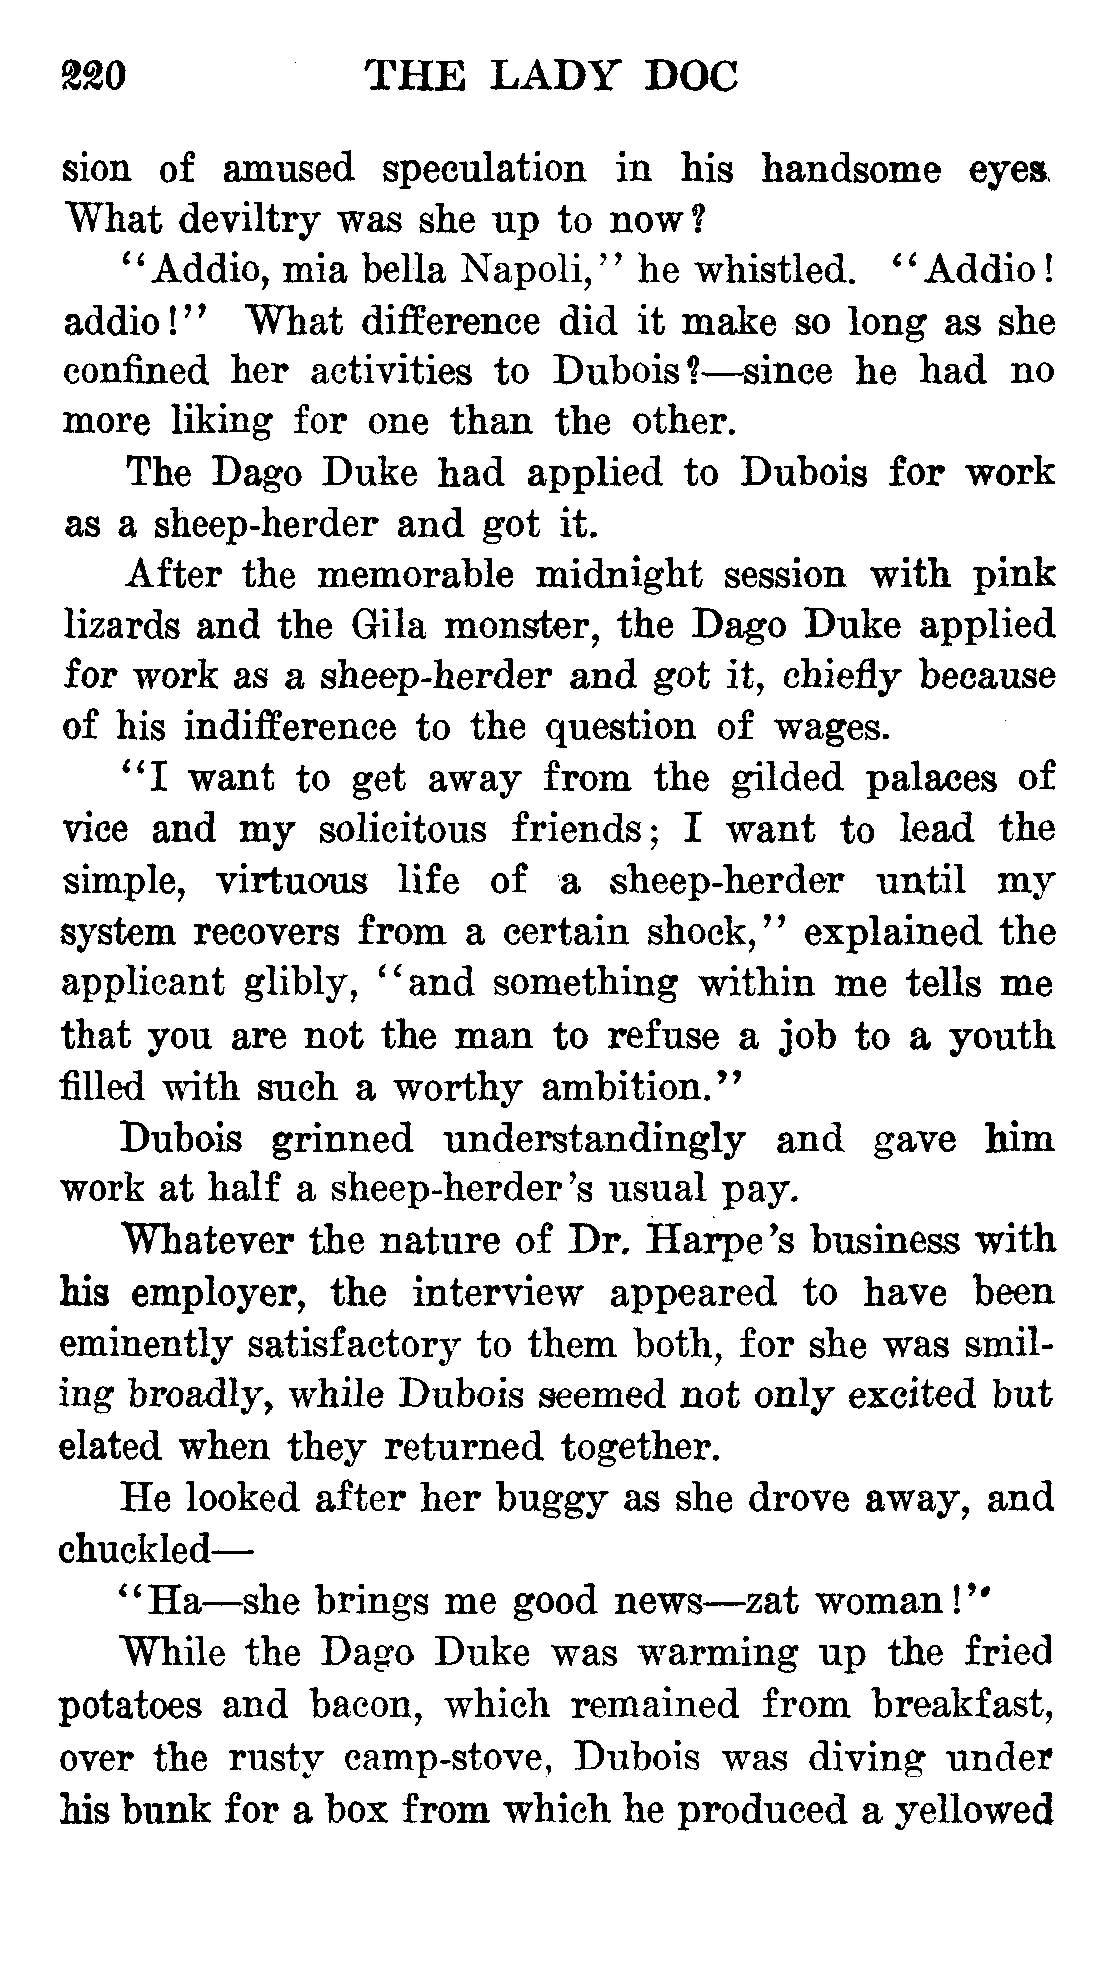 220 THE LADY DOC
sion of amused speculation in his handsome eyes.
What deviltry was she up to now?
"Addio, mia bella Napoli," he whistled. "Addio!
addio!" What difference did it make so long as she
confined her activities to Dubois?—since he had no
more liking for one than the other.
The Dago Duke had applied to Dubois for work
as a sheep-herder and got it.
After the memorable midnight session with pink
lizards and the Gila monster, the Dago Duke applied
for work as a sheep-herder and got it, chiefly because
of his indifference to the question of wages.
"I want to get away from the gilded palaces of
vice and my solicitous friends; I want to lead the
simple, virtuous life of a sheep-herder until my
system recovers from a certain shock," explained the
applicant glibly, "and something within me tells me
that you are not the man to refuse a job to a youth
filled with such a worthy ambition."
Dubois grinned understandingly and gave him
work at half a sheep-herder's usual pay.
Whatever the nature of Dr. Harpe's business with
his employer, the interview appeared to have been
eminently satisfactory to them both, for she was smil-
ing broadly, while Dubois seemed not only excited but
elated when they returned together.
He looked after her buggy as she drove away, and
chuckled—
"Ha—she brings me good news—zat woman!"
While the Dago Duke was warming up the fried
potatoes and bacon, which remained from breakfast,
over the rusty camp-stove, Dubois was diving under
his bunk for a box from which he produced a yellowed